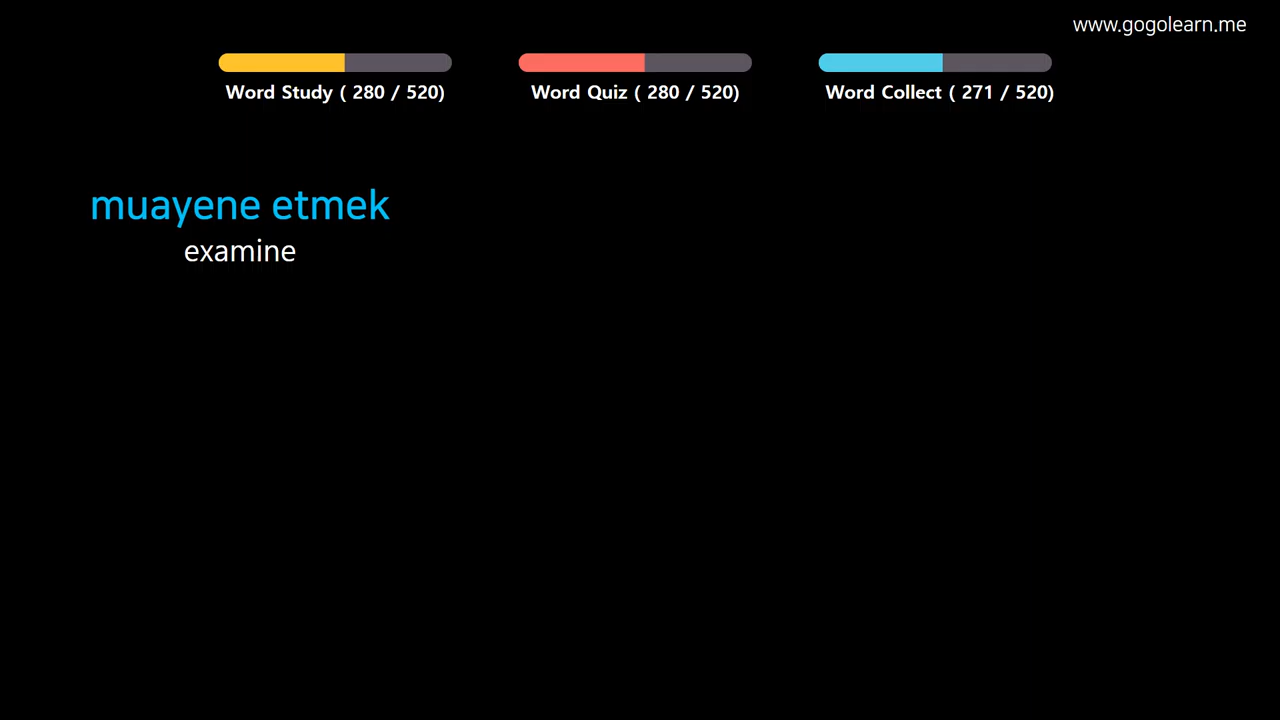 www.gogolearn.me
Word Study ( 280 / 520)
Word Quiz ( 280 / 520)
Word Collect ( 271 / 520)
muayene etmek
examine